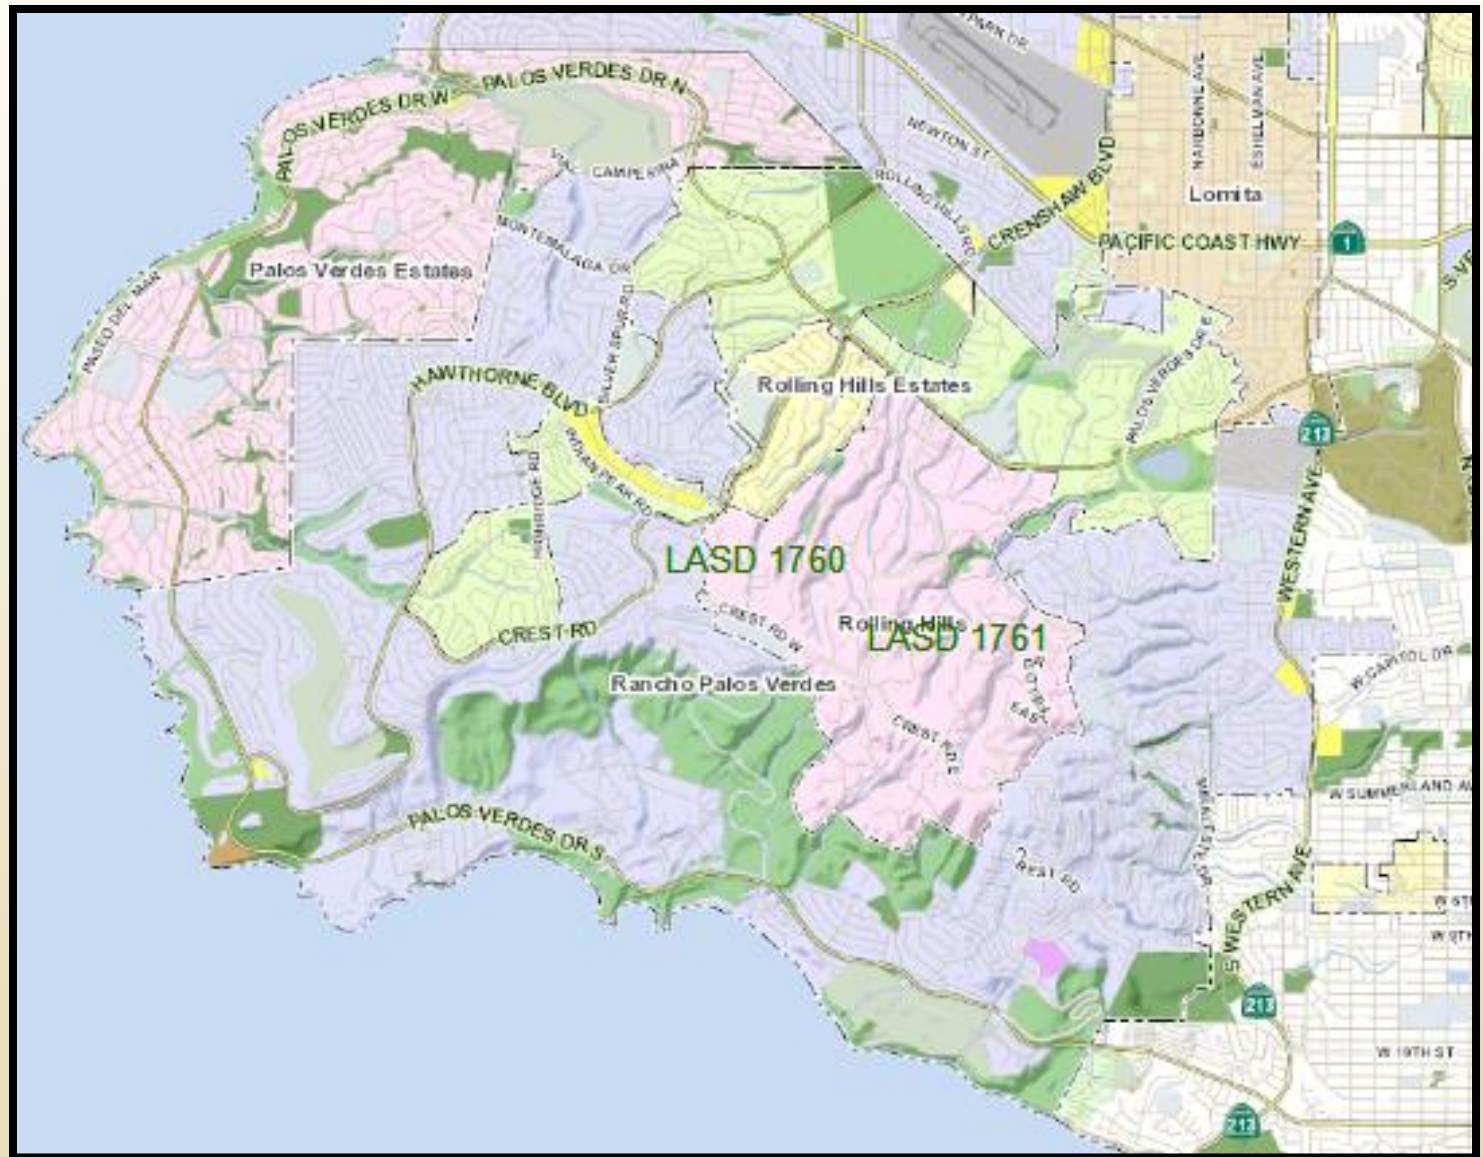 PARK DR
PALOS VERDES DR W
PALOS VERDES DR N
NARBONNE AVE
ESHELMAN AVE
NEWTON ST
VIA CAMPESINA
ROLLING HILLS RD
CRENSHAW BLVD
Lomita
PACIFIC COAST HWY
1
MONTEMALAGA DR
Palos Verdes Estates
PASEO DEL MAR
SILVER SPUR RD
PALOS VERDES DR E
HAWTHORNE BLVD
Rolling Hills Estates
213
INDIAN PEAK RD
WESTERN AVE
LASD 1760
CREST RD
CREST RD W
Rolling Hills
LASD 1761
W CAPITOL DR
Rancho Palos Verdes
CREST RD E
W SUMMERLAND AV
PALOS VERDES DR S
CREST RD
S WESTERN AVE
W 9TH
213
W 19TH ST
213